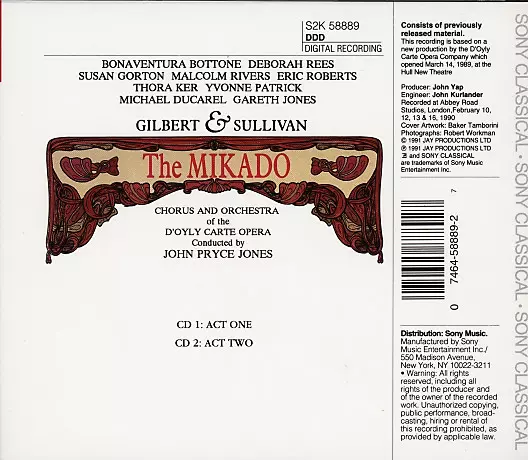 S2K 58889
DDD
DIGITAL RECORDING
BONAVENTURA BOTTONE DEBORAH REES
SUSAN GORTON MALCOLM RIVERS ERIC ROBERTS
THORA KER YVONNE PATRICK
MICHAEL DUCAREL GARETH JONES
GILBERT & SULLIVAN
The MIKADO
CHORUS AND ORCHESTRA
of the
D'OYLY CARTE OPERA
Conducted by
JOHN PRYCE JONES
CD 1: ACT ONE
CD 2: ACT TWO
Consists of previously
released material.
This recording is based on a
new production by the D'Oyly
Carte Opera Company which
opened March 14, 1989, at the
Hull New Theatre
Producer: John Yap
Engineer: John Kurlander
Recorded at Abbey Road
Studios, London, February 10,
12, 13 & 16, 1990
Cover Artwork: Baker Tamborini
Photographs: Robert Workman
© 1991 JAY PRODUCTIONS LTD
℗ 1991 JAY PRODUCTIONS LTD
and SONY CLASSICAL
are trademarks of Sony Music
Entertainment Inc.
7
0 7464-58889-2
Distribution: Sony Music.
Manufactured by Sony
Music Entertainment Inc./
550 Madison Avenue,
New York, NY 10022-3211
• Warning: All rights
reserved, including all
rights of the producer and
of the owner of the recorded
work. Unauthorized copying,
public performance, broad-
casting, hiring or rental of
this recording prohibited, as
provided by applicable law.
SONY CLASSICAL · SONY CLASSICAL · SONY CLASSICAL · SONY CLASSICAL